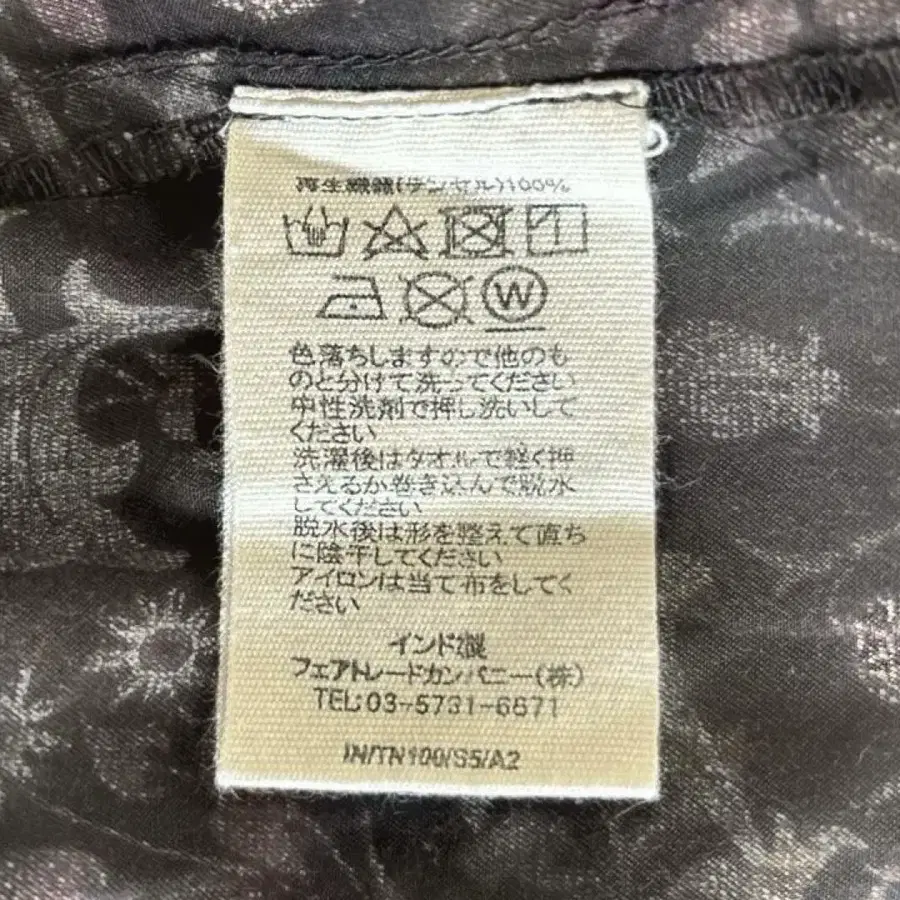 再生繊維(テンセル)100%
W
色落ちしますので他のも
のと分けて洗ってください
中性洗剤で押し洗いして
ください
洗濯後はタオルで軽く押
さえるか巻き込んで脱水
してください
脱水後は形を整えて直ち
に陰干してください
アイロンは当て布をしてく
ださい
インド製
フェアトレードカンパニー(株)
TEL:03-5731-6671
IN/TN100/S5/A2